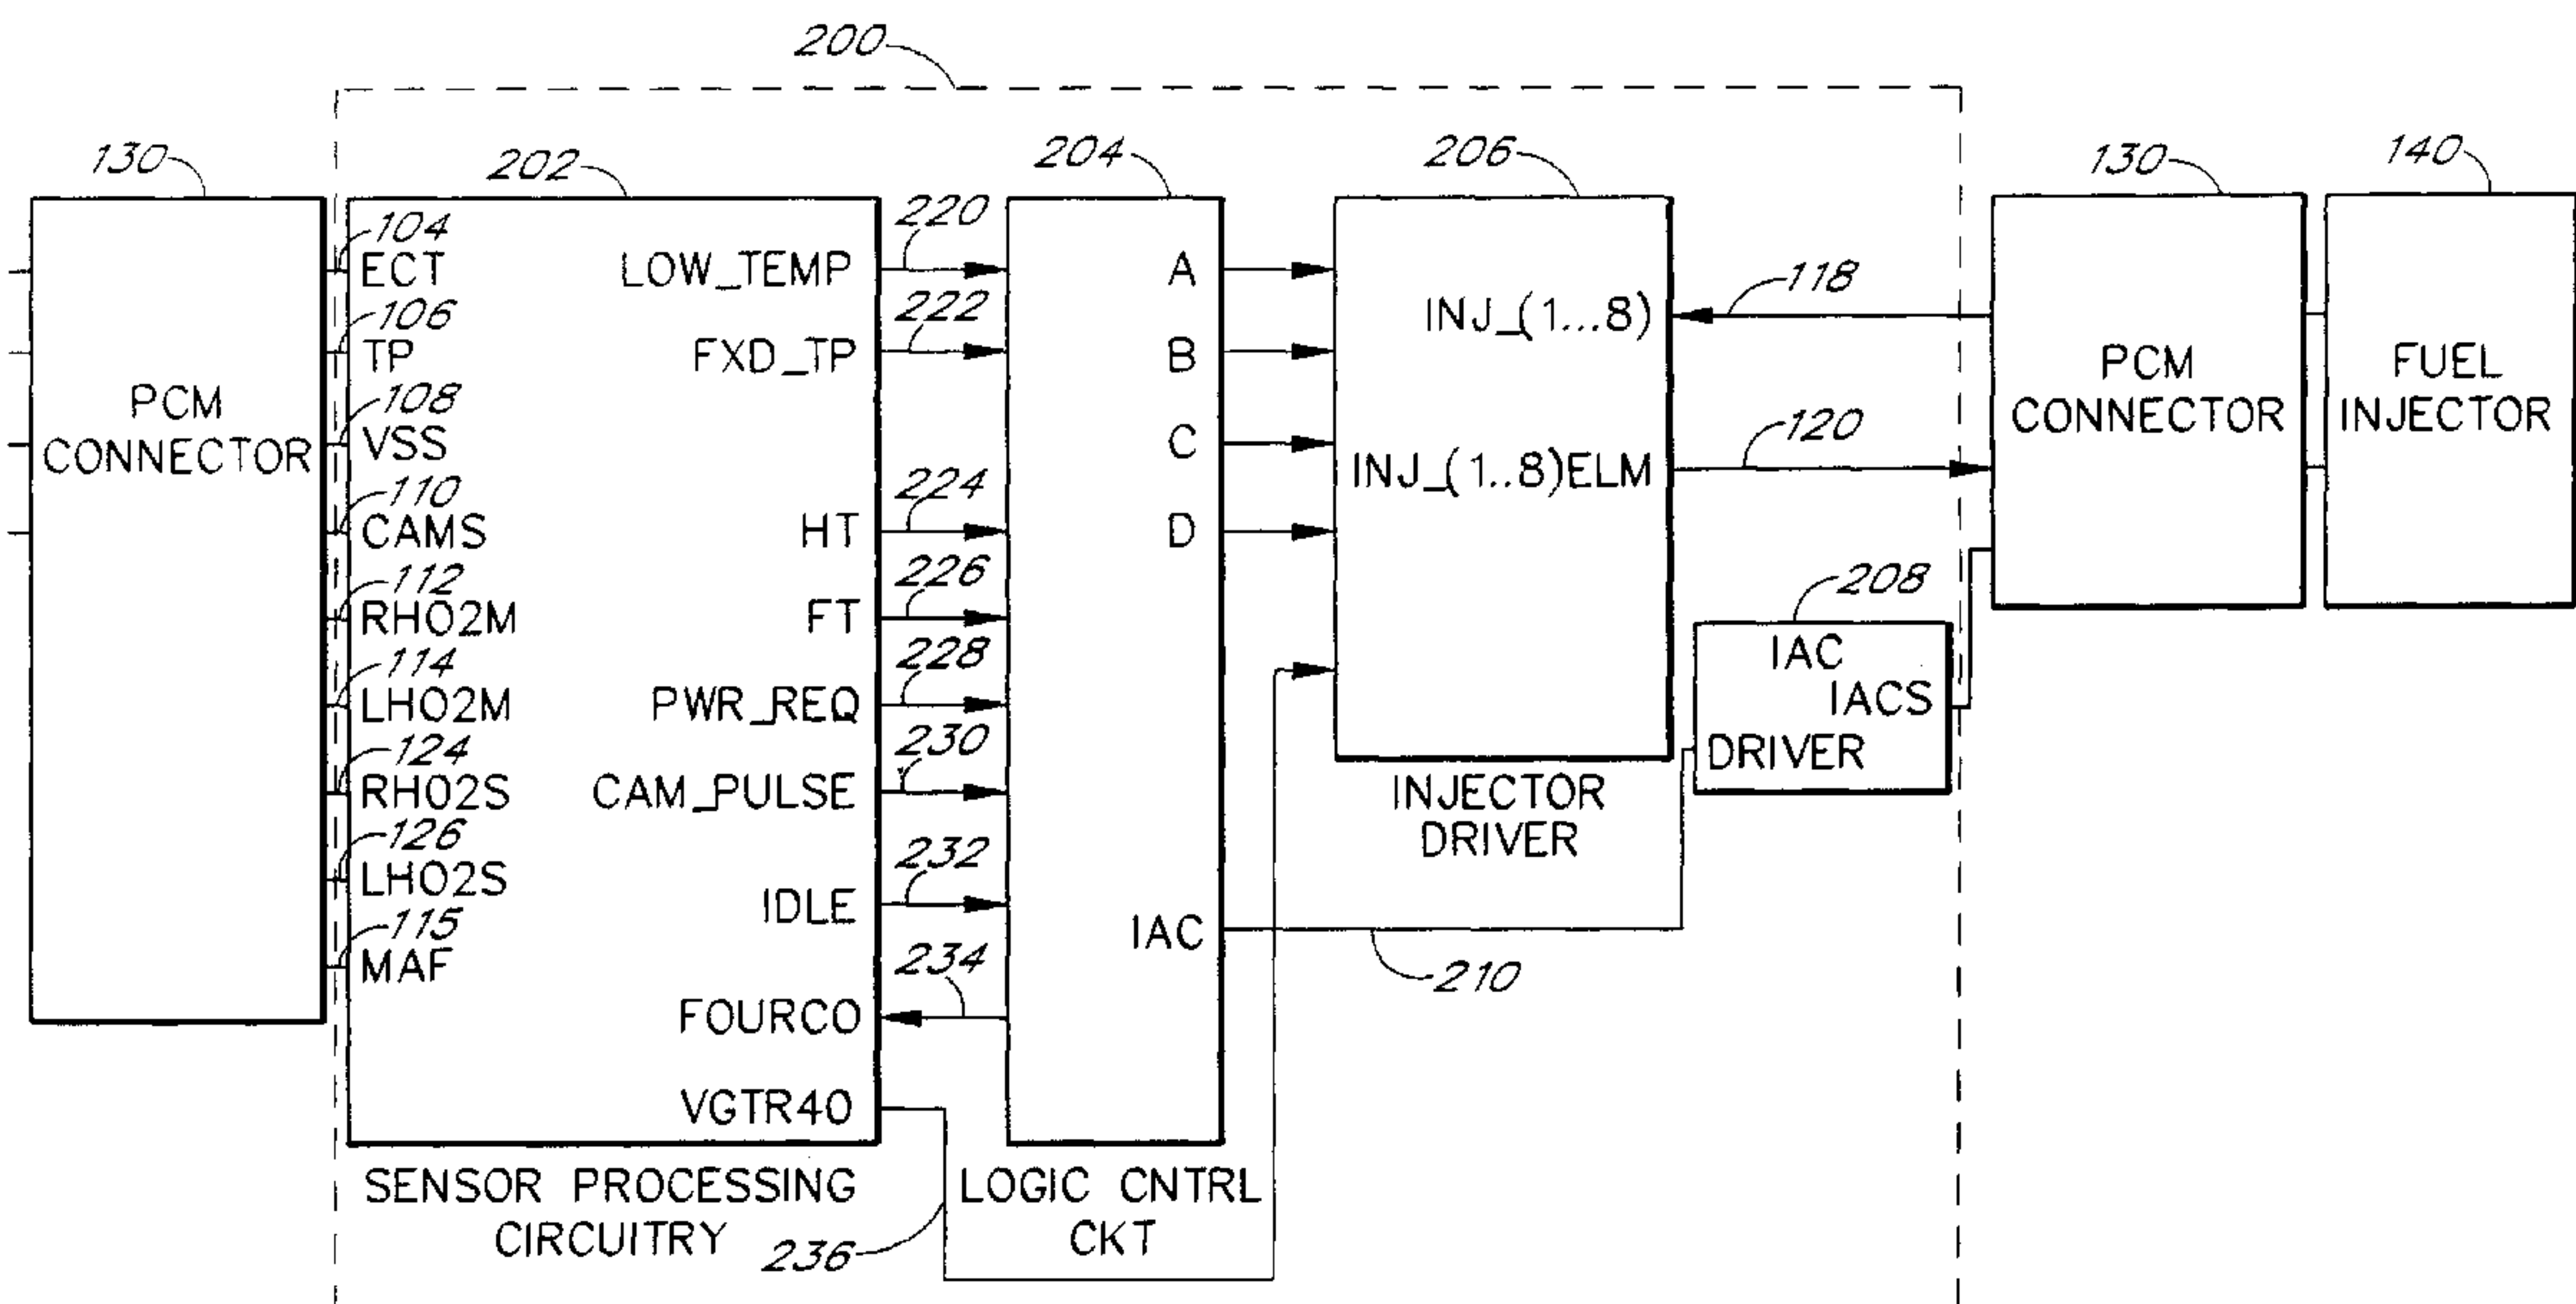 200
130
202
204
206
130
140
104
ECT
106
TP
108
VSS
110
CAMS
112
RHO2M
114
LHO2M
124
RHO2S
126
LHO2S
115
MAF
PCM
CONNECTOR
LOW_TEMP
220
FXD_TP
222
HT
224
FT
226
PWR_REQ
228
CAM_PULSE
230
IDLE
232
FOURCO
234
VGTR40
SENSOR PROCESSING
CIRCUITRY
236
A
B
C
D
IAC
LOGIC CNTRL
CKT
210
INJ_(1...8)
118
INJ_(1..8)ELM
120
INJECTOR
DRIVER
208
IAC
IACS
DRIVER
PCM
CONNECTOR
FUEL
INJECTOR